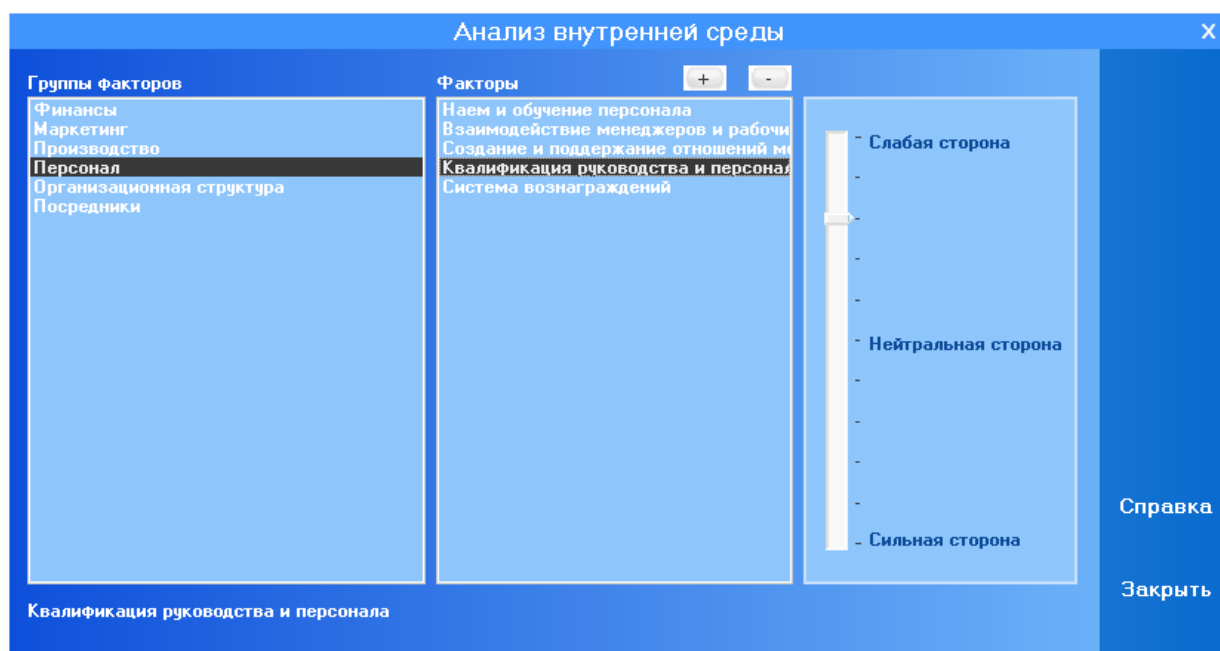 Анализ внутренней среды
X
Группы факторов
Финансы
Маркетинг
Производство
Персонал
Организационная структура
Посредники
Факторы
+ -
Наем и обучение персонала
Взаимодействие менеджеров и рабочи
Создание и поддержание отношений м
Квалификация руководства и персонал
Система вознаграждений
Слабая сторона
Нейтральная сторона
Сильная сторона
Справка
Закрыть
Квалификация руководства и персонала